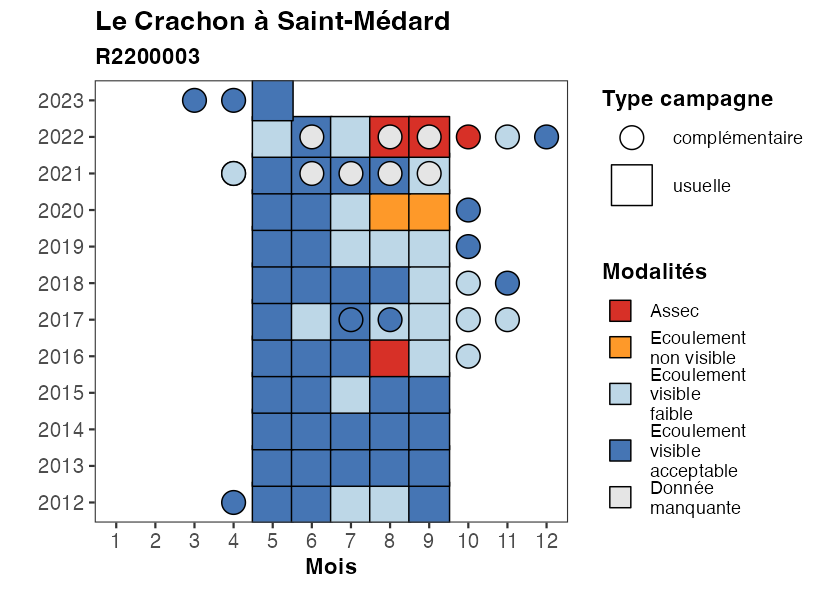 Le Crachon à Saint-Médard
R2200003
2023
2022
2021
2020
2019
2018
2017
2016
2015
2014
2013
2012
1 2 3 4 5 6 7 8 9 10 11 12
Mois
Type campagne
complémentaire
usuelle
Modalités
Assec
Ecoulement
non visible
Ecoulement
visible
faible
Ecoulement
visible
acceptable
Donnée
manquante